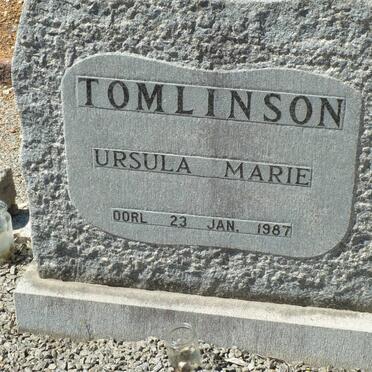 TOMLINSON
URSULA MARIE
OORL 23 JAN. 1987